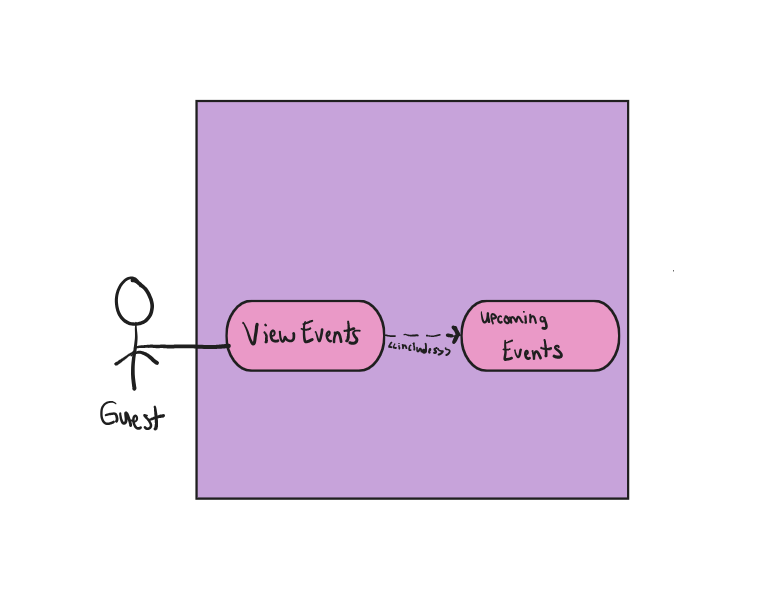 View Events
Upcoming
Events
<<includes>>
Guest